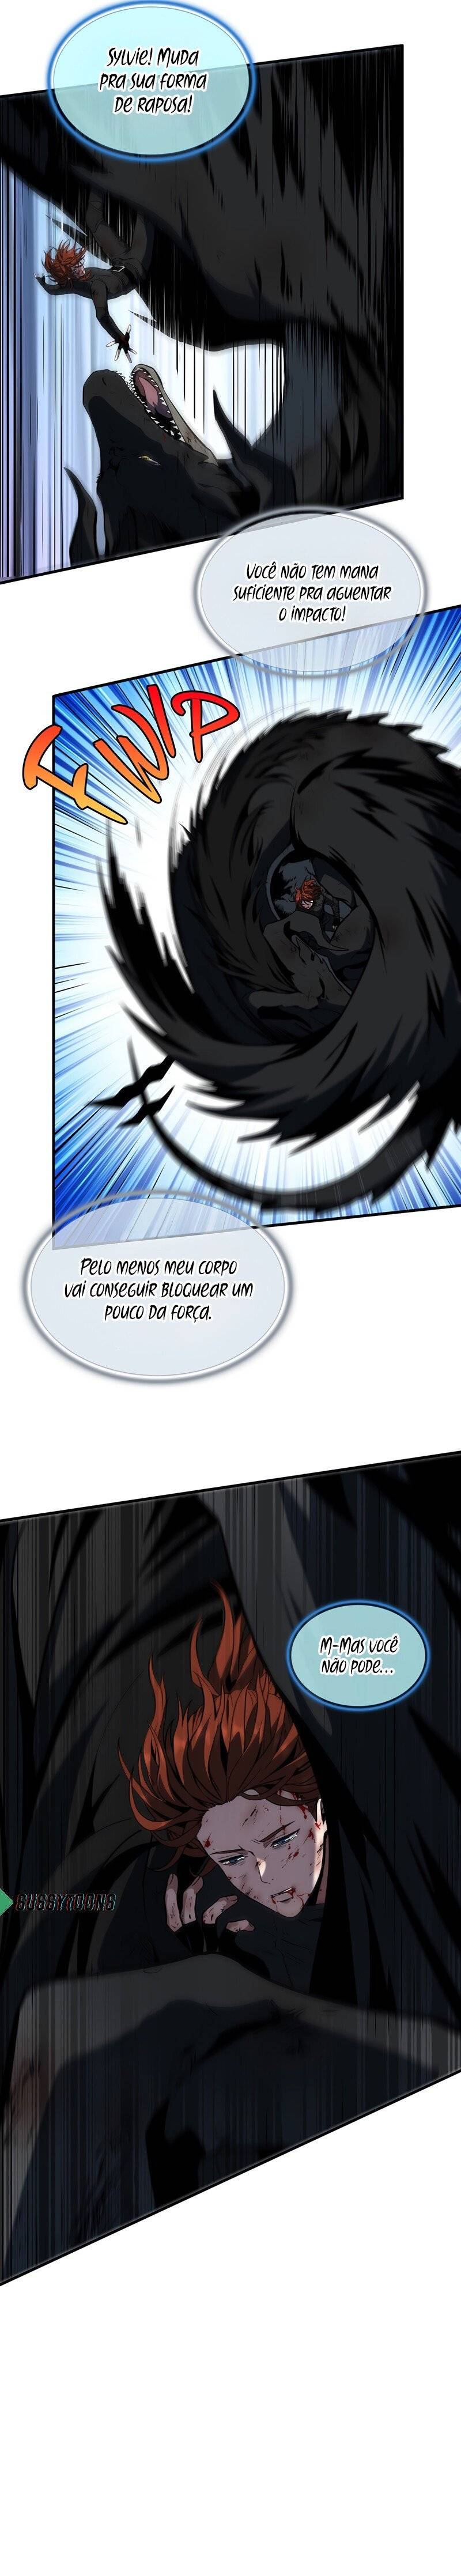 Sylvie! Muda
pra sua forma
de raposa!
Você não tem mana
suficiente pra aguentar
o impacto!
FWIP
Pelo menos meu corpo
vai conseguir bloquear um
pouco da força.
M-Mas você
não pode...
SUSSYTOONS